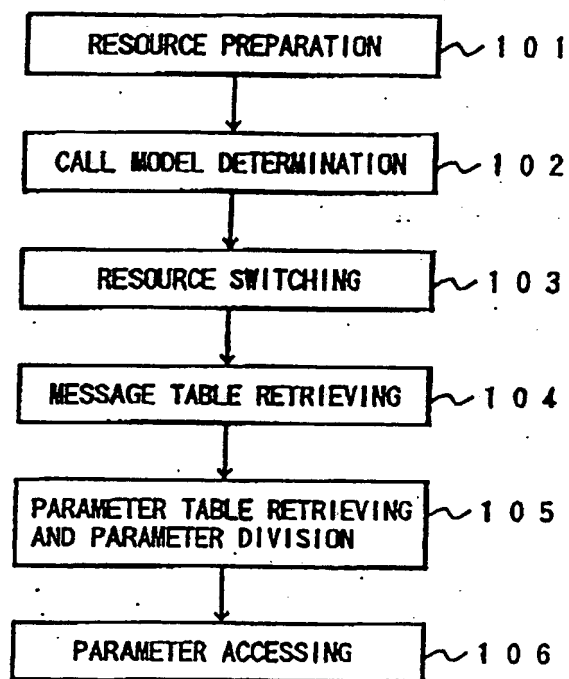 RESOURCE PREPARATION 101
CALL MODEL DETERMINATION 102
RESOURCE SWITCHING 103
MESSAGE TABLE RETRIEVING 104
PARAMETER TABLE RETRIEVING 105
AND PARAMETER DIVISION
PARAMETER ACCESSING 106